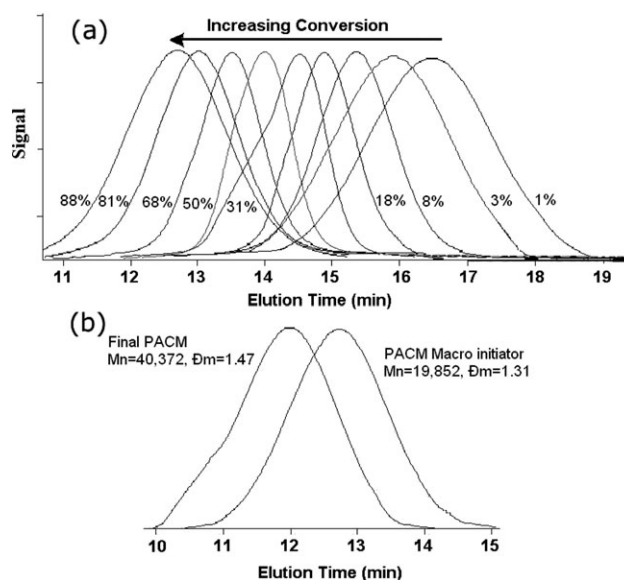 (a)
Increasing Conversion
Signal
88% 81% 68% 50% 31% 18% 8% 3% 1%
11 12 13 14 15 16 17 18 19
Elution Time (min)
(b)
Final PACM
Mn=40,372, Đm=1.47
PACM Macro initiator
Mn=19,852, Đm=1.31
10 11 12 13 14 15
Elution Time (min)